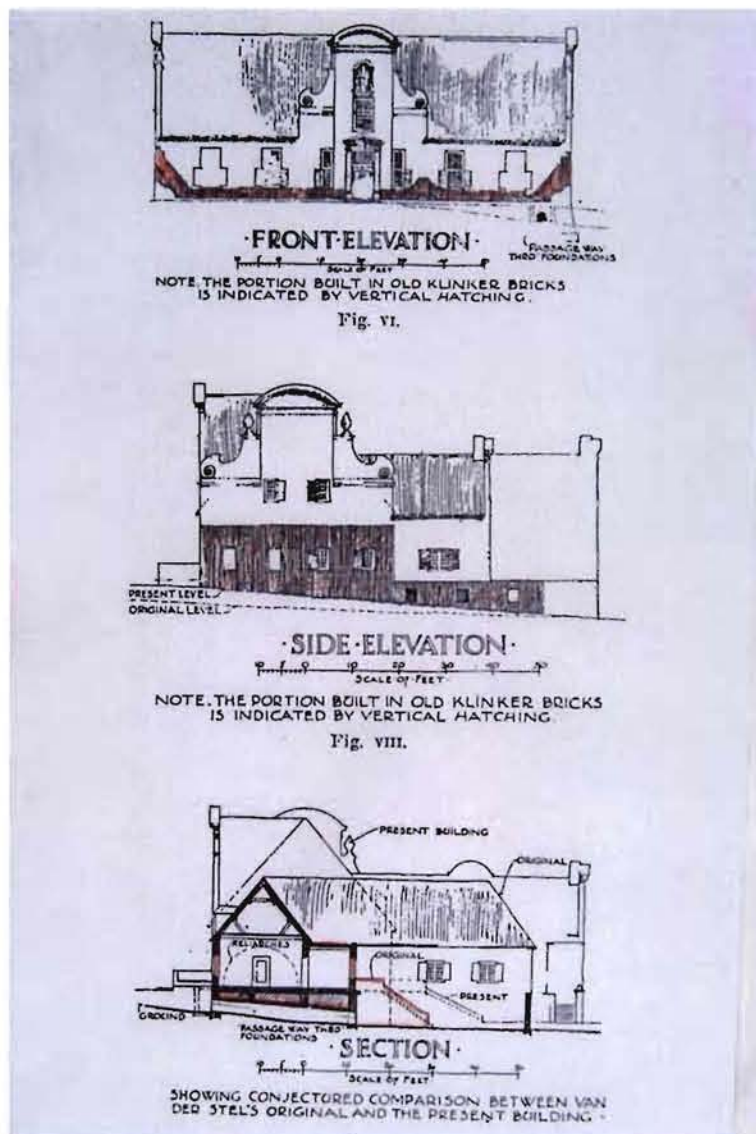 ·FRONT·ELEVATION·
PASSAGE WAY
THRO FOUNDATIONS
SCALE OF FEET
NOTE. THE PORTION BUILT IN OLD KLINKER BRICKS
IS INDICATED BY VERTICAL HATCHING.
Fig. VI.
PRESENT LEVEL
ORIGINAL LEVEL
·SIDE·ELEVATION·
SCALE OF FEET
NOTE. THE PORTION BUILT IN OLD KLINKER BRICKS
IS INDICATED BY VERTICAL HATCHING.
Fig. VIII.
PRESENT BUILDING
ORIGINAL
ORIGINAL
PRESENT
GROUND
PASSAGE WAY THRO'
FOUNDATIONS
·SECTION·
SCALE OF FEET
SHOWING CONJECTURED COMPARISON BETWEEN VAN
DER STEL'S ORIGINAL AND THE PRESENT BUILDING·